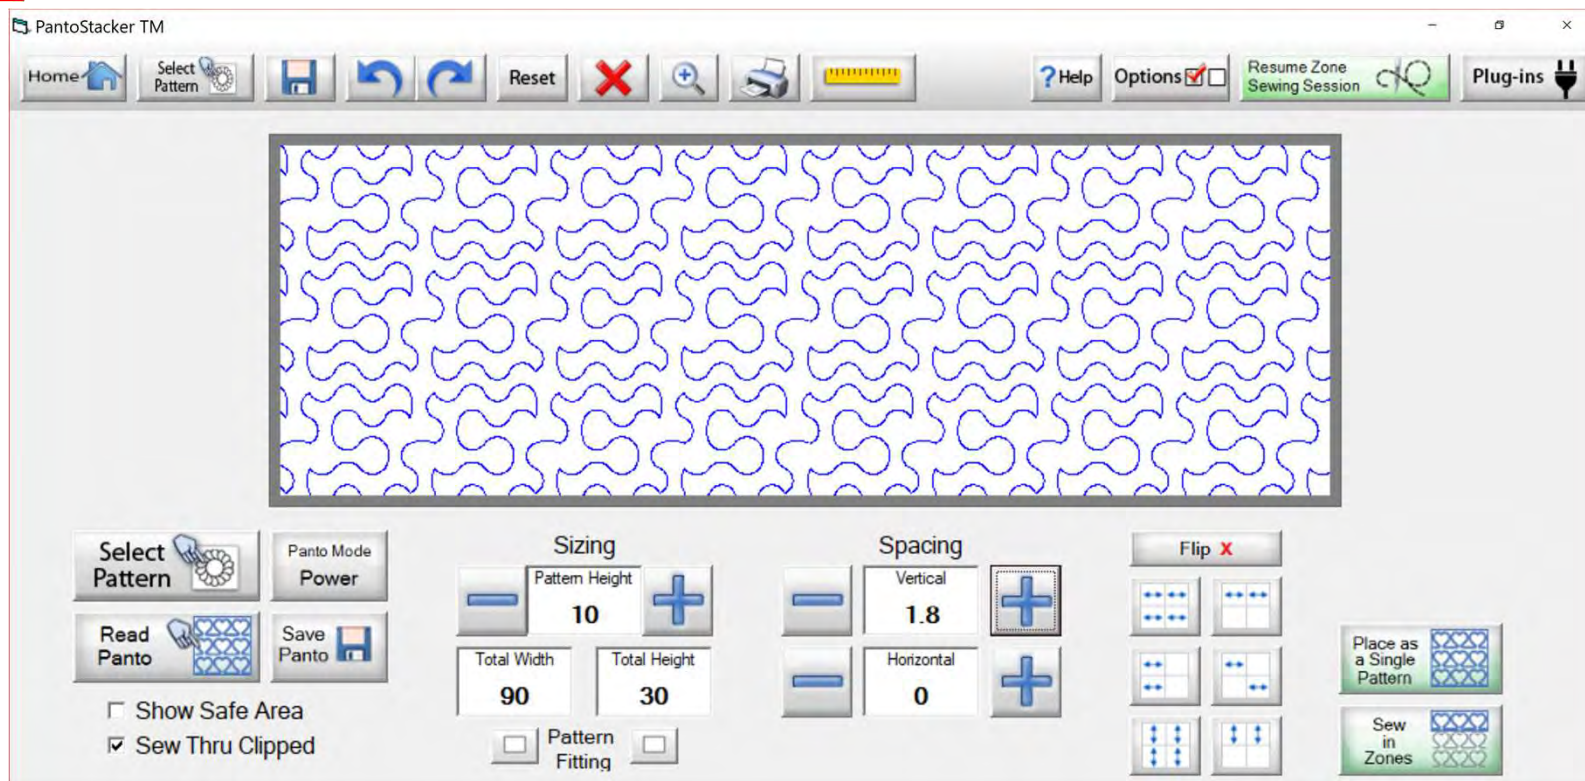 PantoStacker TM
Home
Select
Pattern
Reset
?Help
Options
Resume Zone
Sewing Session
Plug-ins
Select
Pattern
Panto Mode
Power
Read
Panto
Save
Panto
Show Safe Area
Sew Thru Clipped
Sizing
Pattern Height
10
Total Width
90
Total Height
30
Pattern
Fitting
Spacing
Vertical
1.8
Horizontal
0
Flip X
Place as
a Single
Pattern
Sew
in
Zones